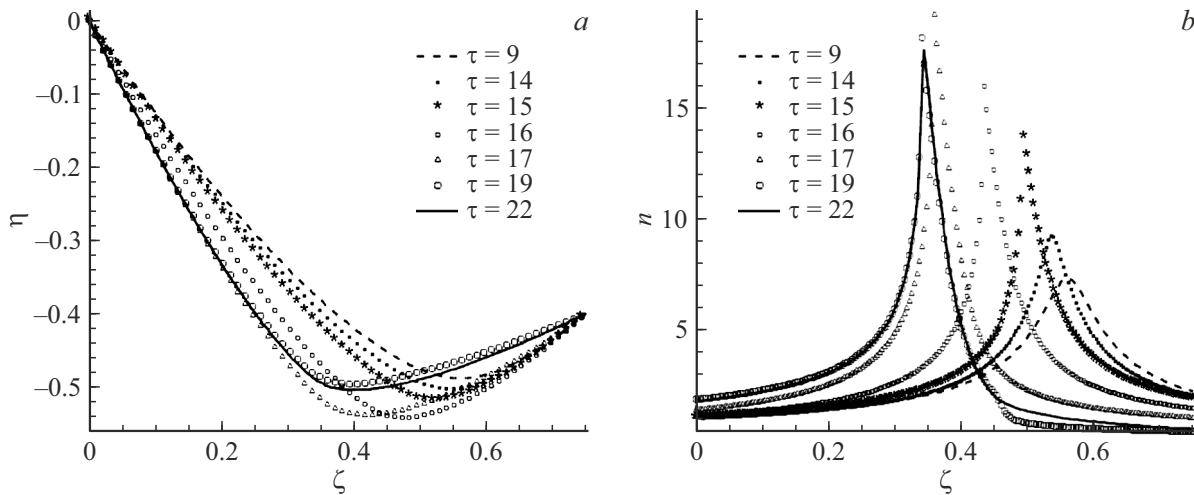 a
0
–0.1
–0.2
–0.3
–0.4
–0.5
η
0
0.2
0.4
0.6
ζ
τ = 9
τ = 14
τ = 15
τ = 16
τ = 17
τ = 19
τ = 22
b
15
10
5
n
0
0.2
0.4
0.6
ζ
τ = 9
τ = 14
τ = 15
τ = 16
τ = 17
τ = 19
τ = 22